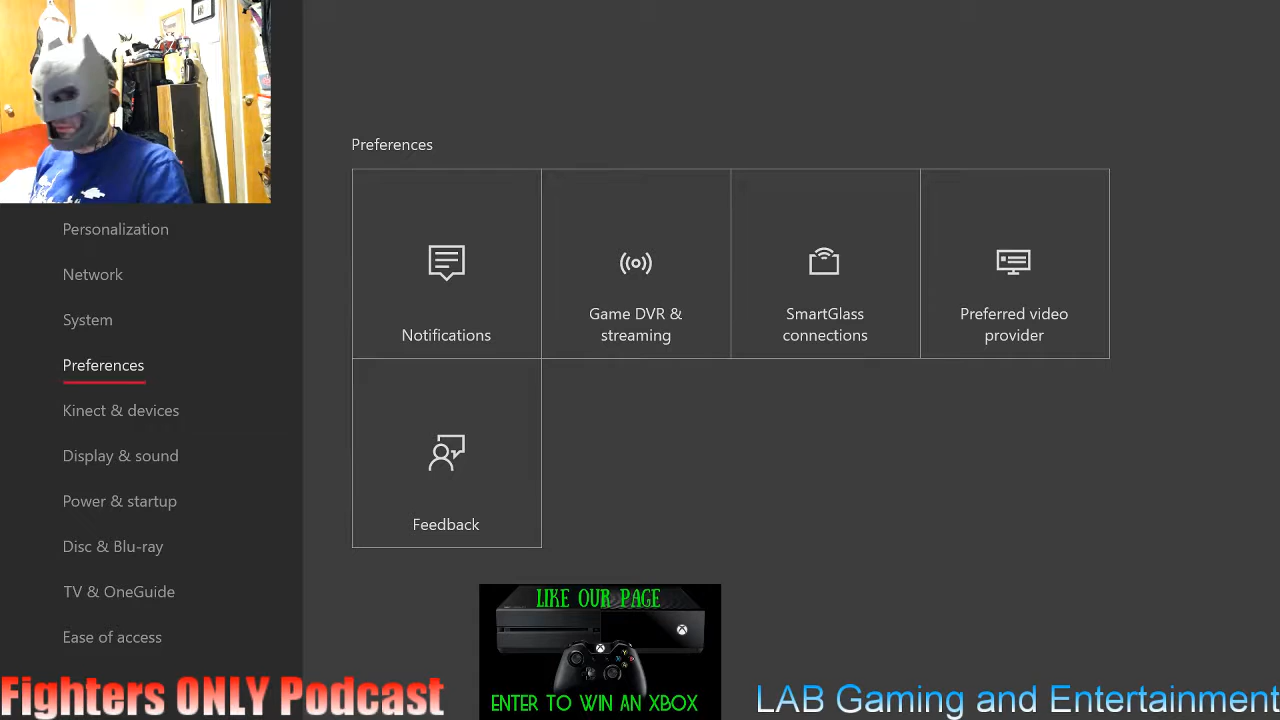 Preferences
Personalization
Network
System
Preferences
Kinect & devices
Display & sound
Power & startup
Disc & Blu-ray
TV & OneGuide
Ease of access
Notifications
Game DVR &
streaming
SmartGlass
connections
Preferred video
provider
Feedback
LIKE OUR PAGE
ENTER TO WIN AN XBOX
Fighters ONLY Podcast
LAB Gaming and Entertainment